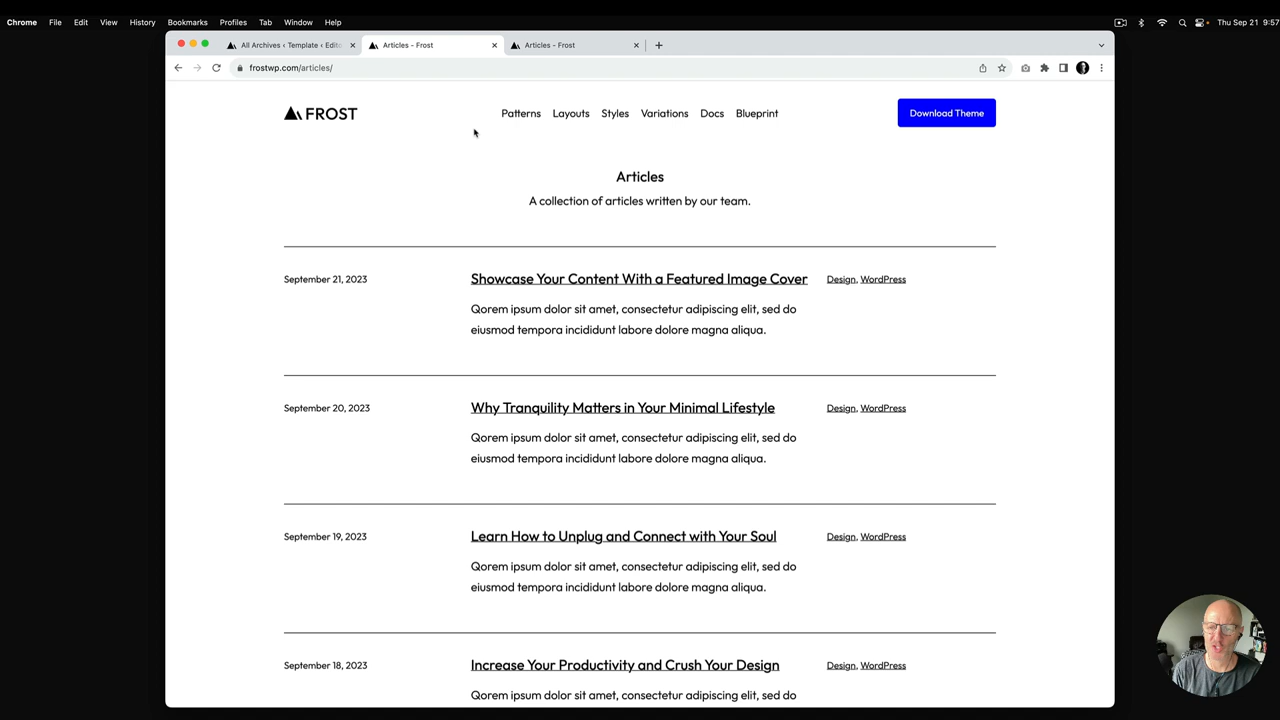 Chrome File Edit View History Bookmarks Profiles Tab Window Help Thu Sep 21 9:57
All Archives ‹ Template ‹ Edito Articles - Frost Articles - Frost
frostwp.com/articles/
FROST Patterns Layouts Styles Variations Docs Blueprint Download Theme
Articles
A collection of articles written by our team.
September 21, 2023 Showcase Your Content With a Featured Image Cover Design, WordPress
Qorem ipsum dolor sit amet, consectetur adipiscing elit, sed do
eiusmod tempora incididunt labore dolore magna aliqua.
September 20, 2023 Why Tranquility Matters in Your Minimal Lifestyle Design, WordPress
Qorem ipsum dolor sit amet, consectetur adipiscing elit, sed do
eiusmod tempora incididunt labore dolore magna aliqua.
September 19, 2023 Learn How to Unplug and Connect with Your Soul Design, WordPress
Qorem ipsum dolor sit amet, consectetur adipiscing elit, sed do
eiusmod tempora incididunt labore dolore magna aliqua.
September 18, 2023 Increase Your Productivity and Crush Your Design Design, WordPress
Qorem ipsum dolor sit amet, consectetur adipiscing elit, sed do